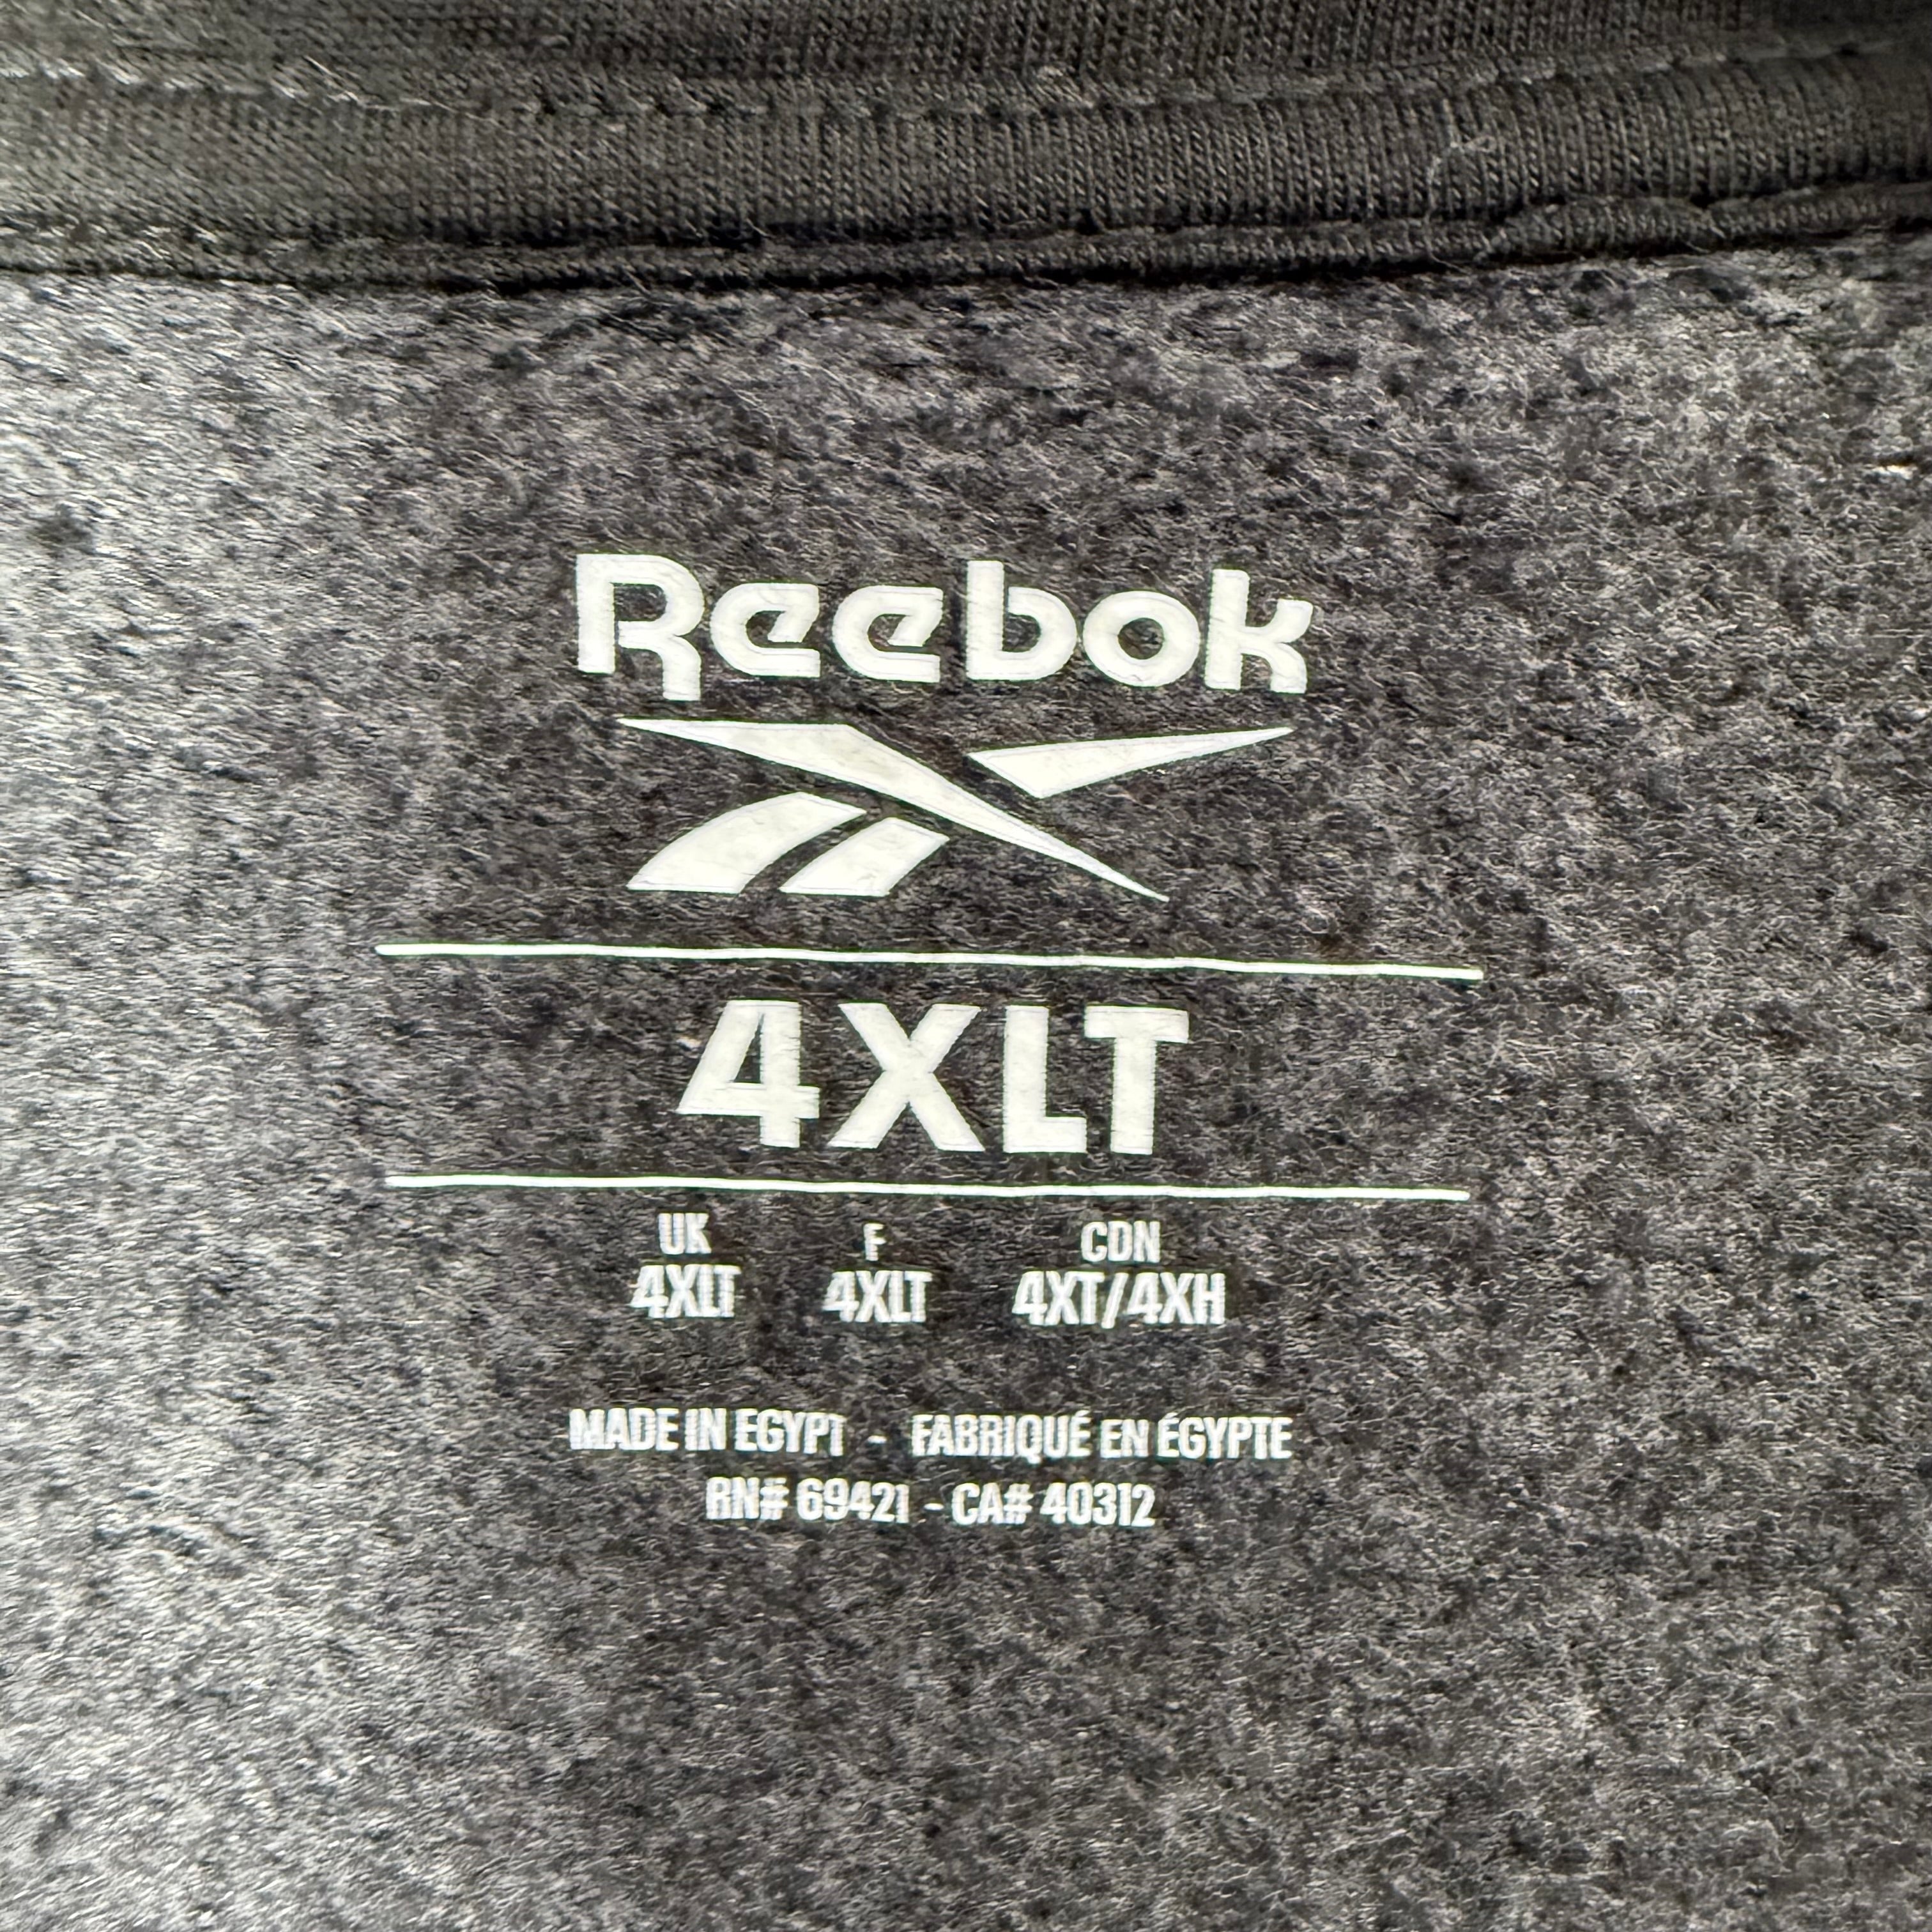 Reebok
4XLT
UK F CDN
4XLT 4XLT 4XT/4XH
MADE IN EGYPT - FABRIQUÉ EN ÉGYPTE
RN# 69421 - CA# 40312